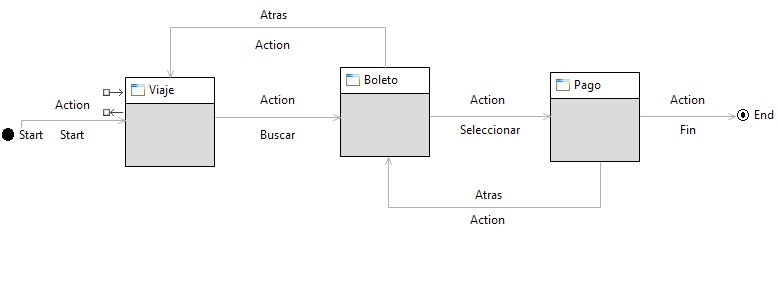 Atras
Action
Viaje
Boleto
Pago
Action
Action
Action
Action
Start
Start
Buscar
Seleccionar
Fin
End
Atras
Action